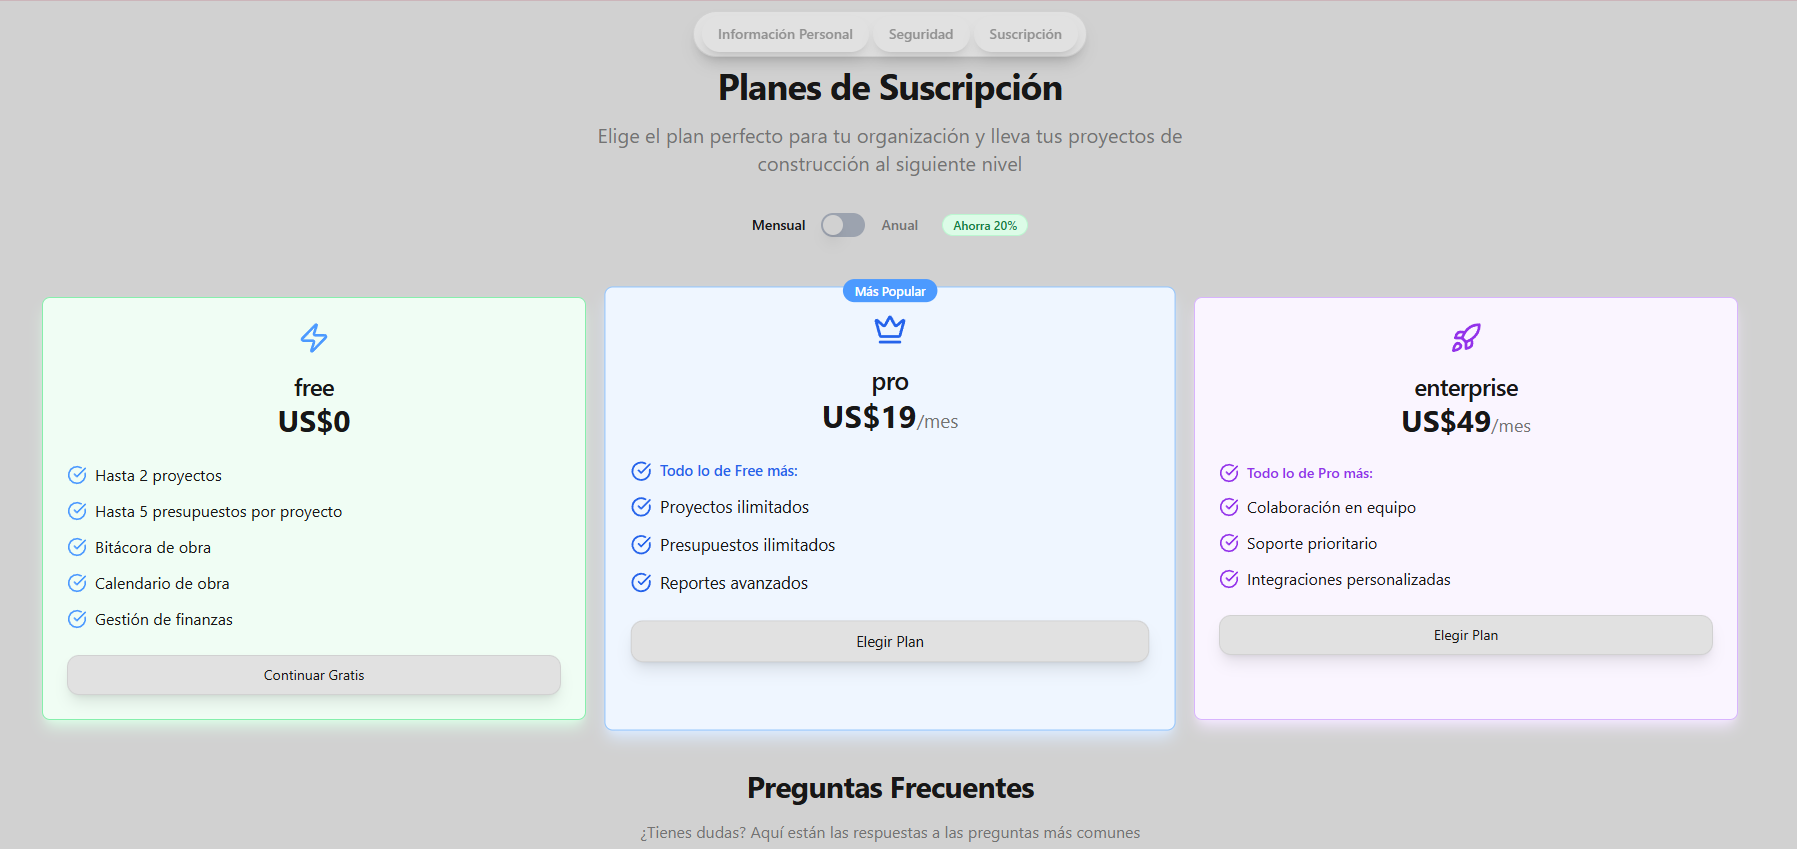 Información Personal
Seguridad
Suscripción
Planes de Suscripción
Elige el plan perfecto para tu organización y lleva tus proyectos de
construcción al siguiente nivel
Mensual
Anual
Ahorra 20%
free
US$0
Hasta 2 proyectos
Hasta 5 presupuestos por proyecto
Bitácora de obra
Calendario de obra
Gestión de finanzas
Continuar Gratis
Más Popular
pro
US$19/mes
Todo lo de Free más:
Proyectos ilimitados
Presupuestos ilimitados
Reportes avanzados
Elegir Plan
enterprise
US$49/mes
Todo lo de Pro más:
Colaboración en equipo
Soporte prioritario
Integraciones personalizadas
Elegir Plan
Preguntas Frecuentes
¿Tienes dudas? Aquí están las respuestas a las preguntas más comunes